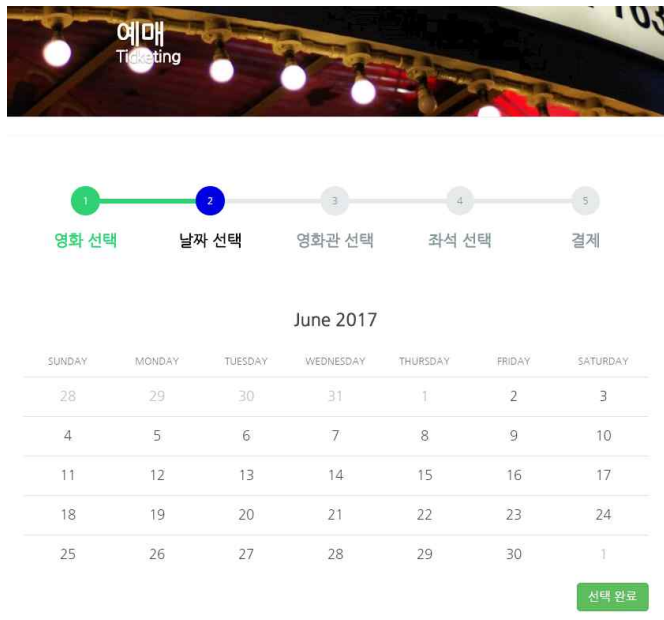 예매
Ticketing
1 2 3 4 5
영화 선택 날짜 선택 영화관 선택 좌석 선택 결제
June 2017
SUNDAY MONDAY TUESDAY WEDNESDAY THURSDAY FRIDAY SATURDAY
28 29 30 31 1 2 3
4 5 6 7 8 9 10
11 12 13 14 15 16 17
18 19 20 21 22 23 24
25 26 27 28 29 30 1
선택 완료